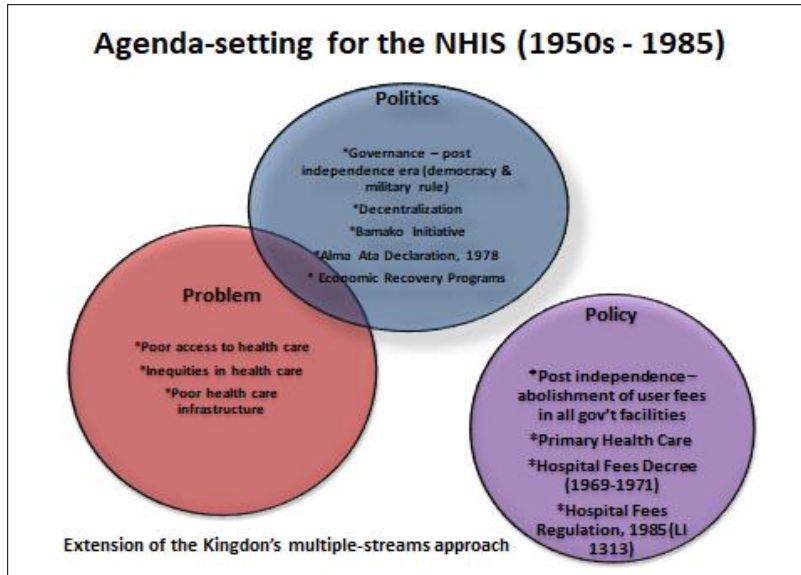 Agenda-setting for the NHIS (1950s - 1985)
Politics
*Governance – post
independence era (democracy &
military rule)
*Decentralization
*Bamako Initiative
*Alma Ata Declaration, 1978
* Economic Recovery Programs
Problem
*Poor access to health care
*Inequities in health care
*Poor health care
infrastructure
Policy
*Post independence–
abolishment of user fees
in all gov't facilities
*Primary Health Care
*Hospital Fees Decree
(1969-1971)
*Hospital Fees
Regulation, 1985(LI
1313)
Extension of the Kingdon's multiple-streams approach